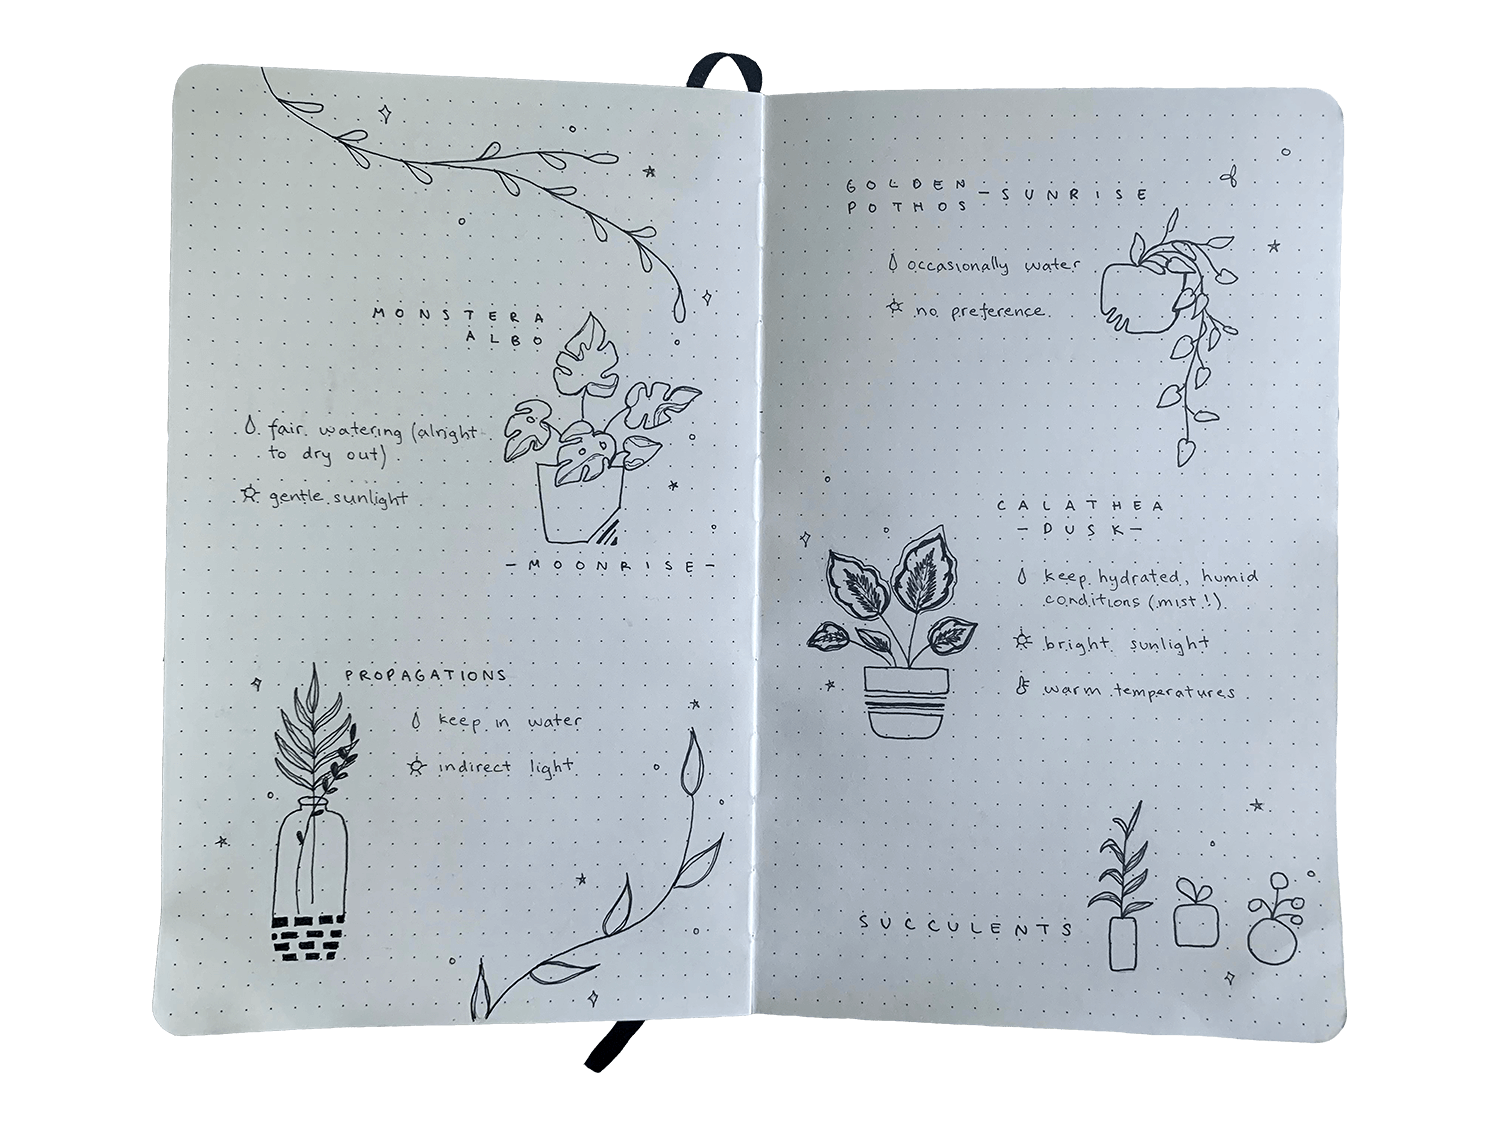 MONSTERA
ALBO
fair watering (alright
to dry out)
gentle sunlight
- MOONRISE -
PROPAGATIONS
keep in water
indirect light
GOLDEN
POTHOS - SUNRISE
occasionally water
no preference
CALATHEA
- DUSK -
keep hydrated, humid
conditions (mist!)
bright sunlight
warm temperatures
SUCCULENTS